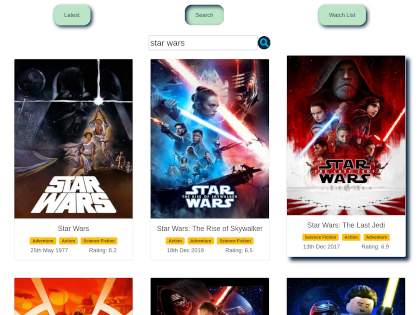 Latest
Search
Watch List
star wars
STAR
WARS
STAR
THE RISE OF SKYWALKER
WARS
STAR
WARS
Star Wars
Adventure Action Science Fiction
25th May 1977 Rating: 8.2
Star Wars: The Rise of Skywalker
Action Adventure Science Fiction
18th Dec 2019 Rating: 6.5
Star Wars: The Last Jedi
Science Fiction Action Adventure
13th Dec 2017 Rating: 6.9